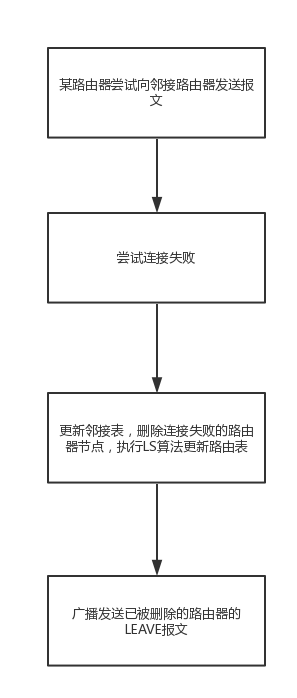 某路由器尝试向邻接路由器发送报
文
尝试连接失败
更新邻接表，删除连接失败的路由
器节点，执行LS算法更新路由表
广播发送已被删除的路由器的
LEAVE报文